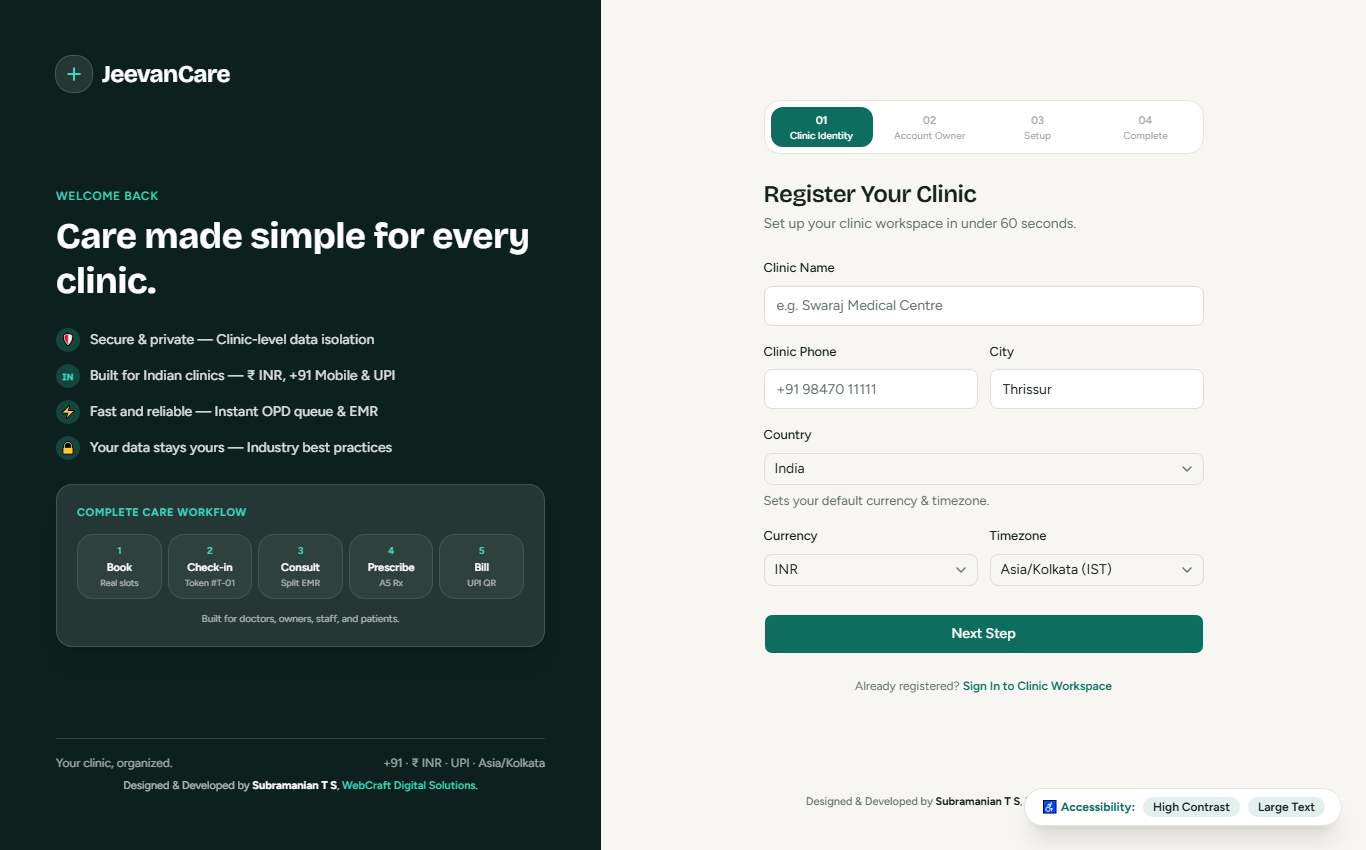 JeevanCare
WELCOME BACK
Care made simple for every
clinic.
Secure & private — Clinic-level data isolation
IN Built for Indian clinics — ₹ INR, +91 Mobile & UPI
Fast and reliable — Instant OPD queue & EMR
Your data stays yours — Industry best practices
COMPLETE CARE WORKFLOW
1 2 3 4 5
Book Check-in Consult Prescribe Bill
Real slots Token #T-01 Split EMR A5 Rx UPI QR
Built for doctors, owners, staff, and patients.
Your clinic, organized. +91 · ₹ INR · UPI · Asia/Kolkata
Designed & Developed by Subramanian T S, WebCraft Digital Solutions.
01 02 03 04
Clinic Identity Account Owner Setup Complete
Register Your Clinic
Set up your clinic workspace in under 60 seconds.
Clinic Name
e.g. Swaraj Medical Centre
Clinic Phone City
+91 98470 11111 Thrissur
Country
India
Sets your default currency & timezone.
Currency Timezone
INR Asia/Kolkata (IST)
Next Step
Already registered? Sign In to Clinic Workspace
Designed & Developed by Subramanian T S,
Accessibility: High Contrast Large Text